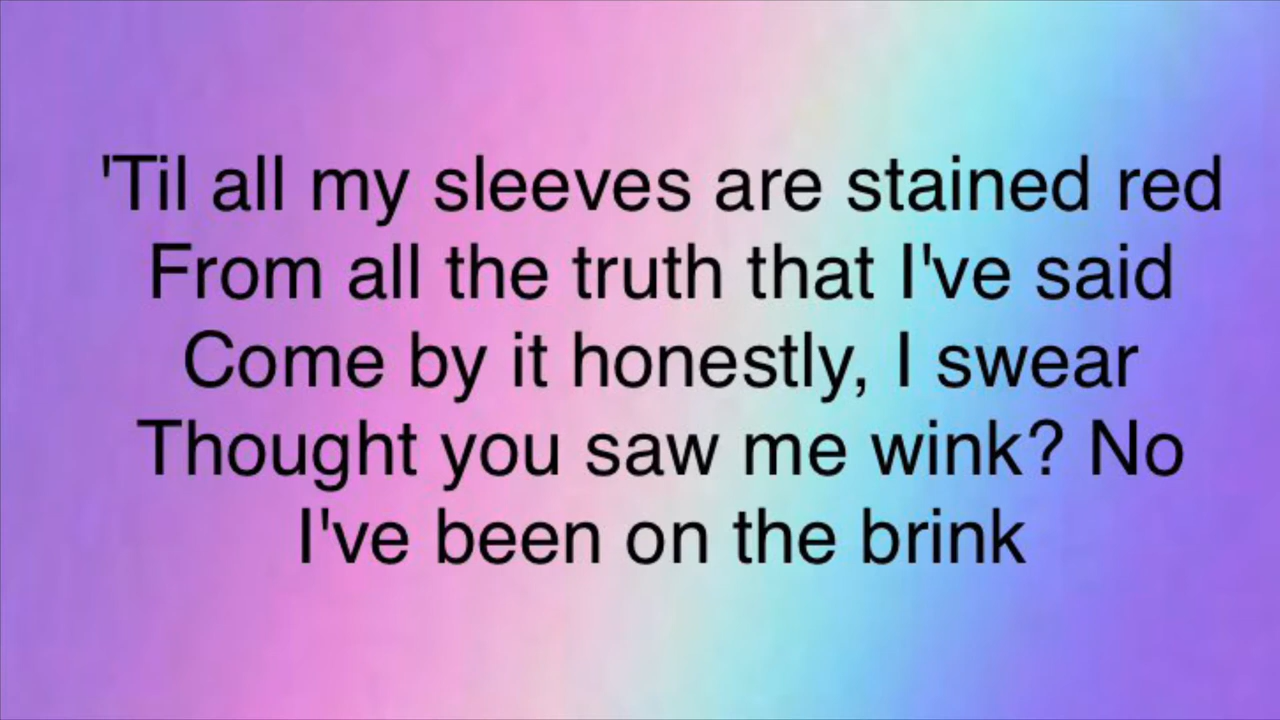 'Til all my sleeves are stained red
From all the truth that I've said
Come by it honestly, I swear
Thought you saw me wink? No
I've been on the brink